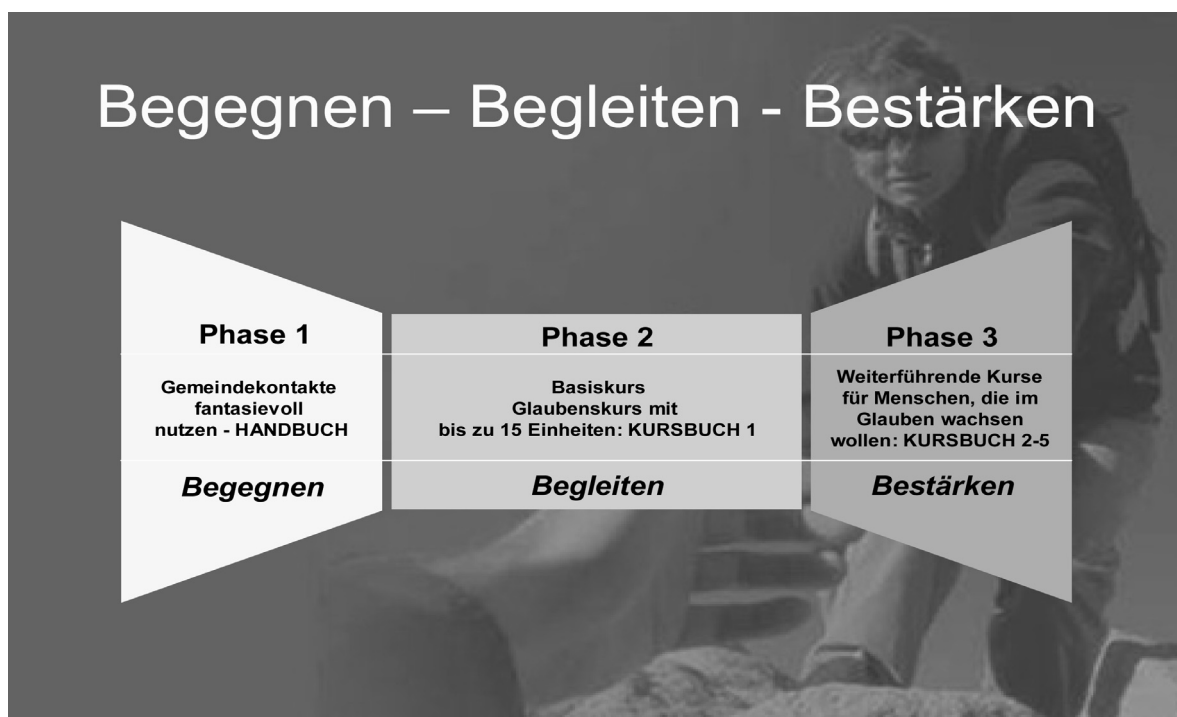 Begegnen – Begleiten - Bestärken
Phase 1
Gemeindekontakte
fantasievoll
nutzen - HANDBUCH
Begegnen
Phase 2
Basiskurs
Glaubenskurs mit
bis zu 15 Einheiten: KURSBUCH 1
Begleiten
Phase 3
Weiterführende Kurse
für Menschen, die im
Glauben wachsen
wollen: KURSBUCH 2-5
Bestärken